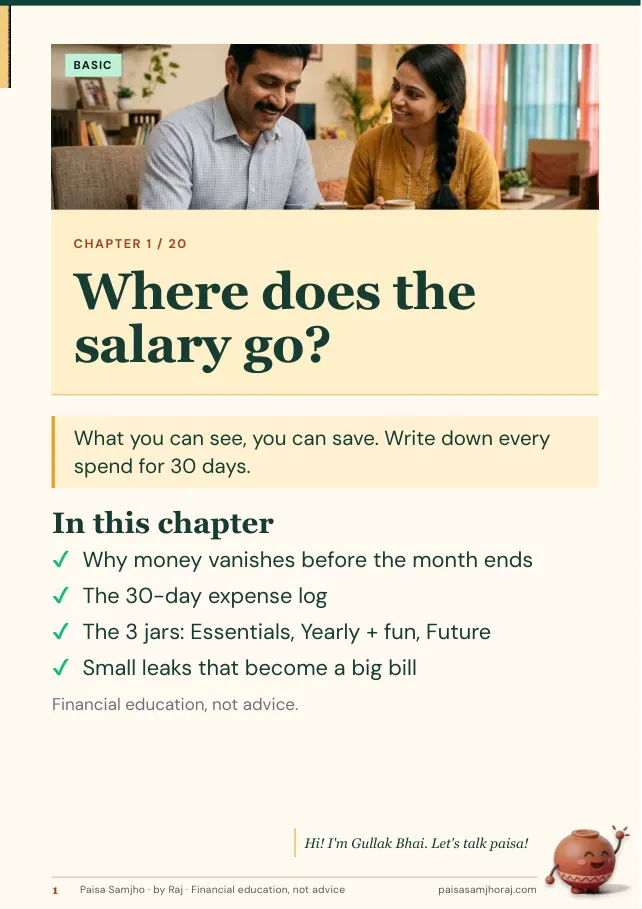 BASIC
CHAPTER 1 / 20
Where does the
salary go?
What you can see, you can save. Write down every
spend for 30 days.
In this chapter
✓ Why money vanishes before the month ends
✓ The 30-day expense log
✓ The 3 jars: Essentials, Yearly + fun, Future
✓ Small leaks that become a big bill
Financial education, not advice.
Hi! I'm Gullak Bhai. Let's talk paisa!
1 Paisa Samjho · by Raj · Financial education, not advice paisasamjhoraj.com